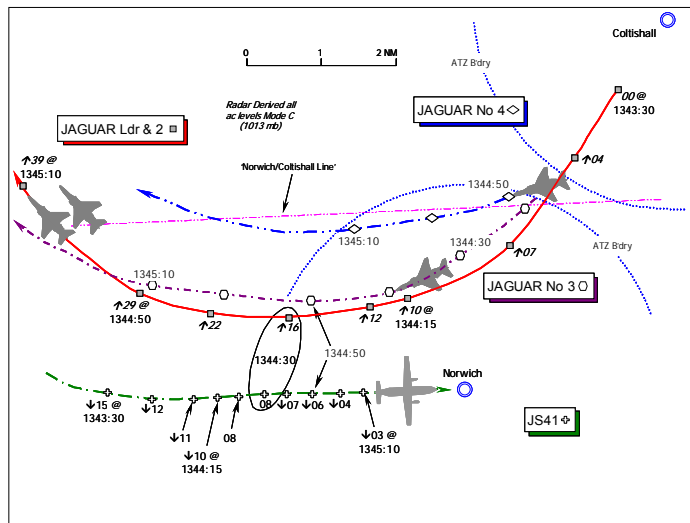 Coltishall
0 1 2 NM
ATZ B'dry
00 @
1343:30
Radar Derived all
ac levels Mode C
(1013 mb)
JAGUAR No 4
JAGUAR Ldr & 2
↑04
↑39 @
1345:10
'Norwich/Coltishall Line'
1344:50
1345:10
1344:30
↑07
ATZ B'dry
1345:10
JAGUAR No 3
↑29 @
1344:50
↑22
↑16
↑12
↑10 @
1344:15
1344:30
1344:50
Norwich
↓15 @
1343:30
↓12
↓11
↓10 @
1344:15
08
08
↓07
↓06
↓04
↓03 @
1345:10
JS41